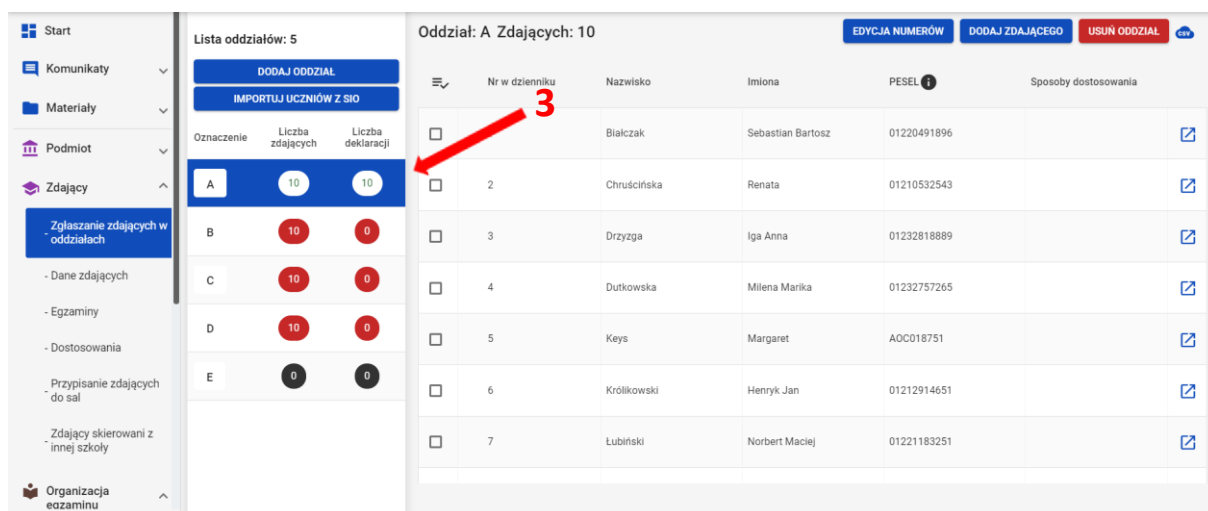 Start
Komunikaty
Materiały
Podmiot
Zdający
- Zgłaszanie zdających w
oddziałach
- Dane zdających
- Egzaminy
- Dostosowania
- Przypisanie zdających
do sal
- Zdający skierowani z
innej szkoły
Organizacja
egzaminu
Lista oddziałów: 5
DODAJ ODDZIAŁ
IMPORTUJ UCZNIÓW Z SIO
Oznaczenie Liczba zdających Liczba deklaracji
A 10 10
B 10 0
C 10 0
D 10 0
E 0 0
Oddział: A Zdających: 10
EDYCJA NUMERÓW DODAJ ZDAJĄCEGO USUŃ ODDZIAŁ csv
Nr w dzienniku Nazwisko Imiona PESEL i Sposoby dostosowania
3
Białczak Sebastian Bartosz 01220491896
2 Chruścińska Renata 01210532543
3 Drzyzga Iga Anna 01232818889
4 Dutkowska Milena Marika 01232757265
5 Keys Margaret AOC018751
6 Królikowski Henryk Jan 01212914651
7 Łubiński Norbert Maciej 01221183251